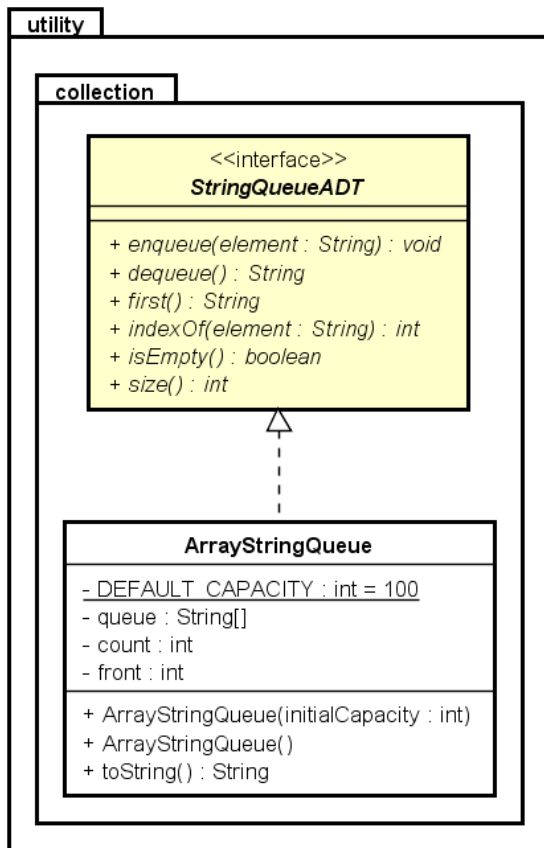 utility
collection
<<interface>>
StringQueueADT
+ enqueue(element : String) : void
+ dequeue() : String
+ first() : String
+ indexOf(element : String) : int
+ isEmpty() : boolean
+ size() : int
ArrayStringQueue
- DEFAULT_CAPACITY : int = 100
- queue : String[]
- count : int
- front : int
+ ArrayStringQueue(initialCapacity : int)
+ ArrayStringQueue()
+ toString() : String